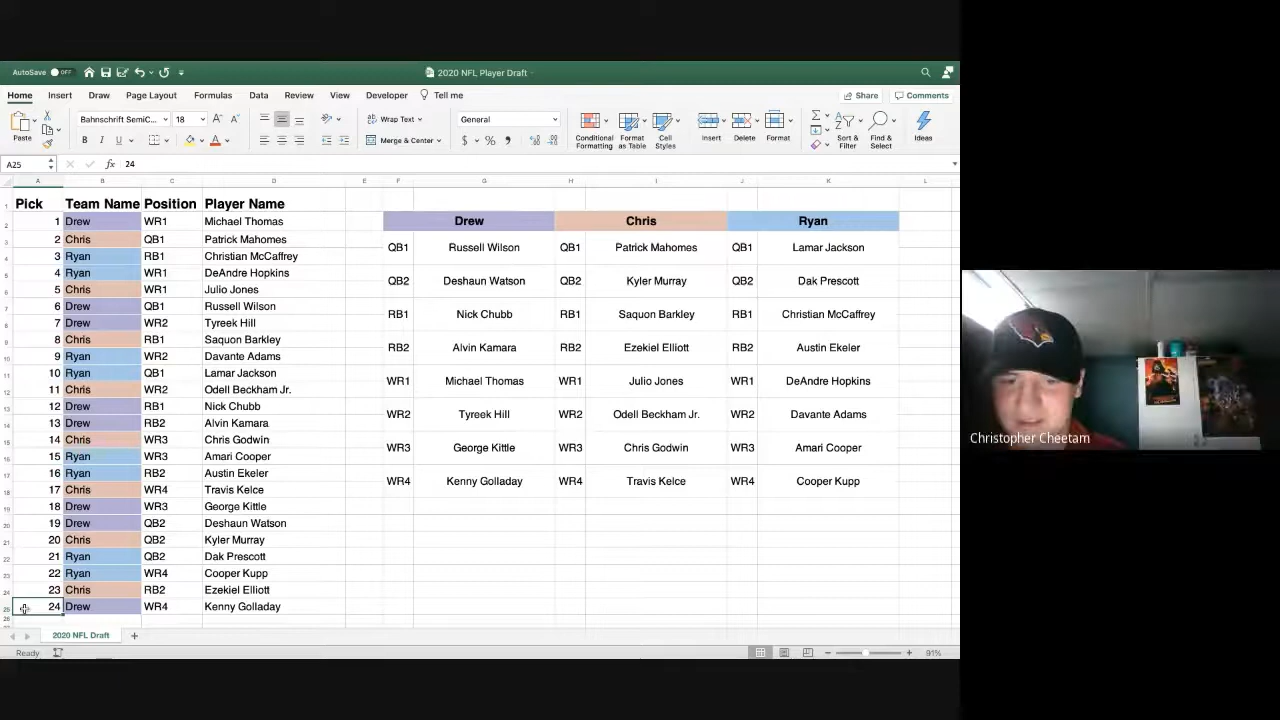 AutoSave OFF
2020 NFL Player Draft
Home Insert Draw Page Layout Formulas Data Review View Developer Tell me
Share Comments
Paste
Bahnschrift SemiC... 18
B I U
Wrap Text
Merge & Center
General
Conditional Formatting
Format as Table
Cell Styles
Insert Delete Format
Sort & Filter
Find & Select
Ideas
A25 fx 24
A B C D E F G H I J K L
Pick Team Name Position Player Name
1 Drew WR1 Michael Thomas
2 Chris QB1 Patrick Mahomes
3 Ryan RB1 Christian McCaffrey
4 Ryan WR1 DeAndre Hopkins
5 Chris WR1 Julio Jones
6 Drew QB1 Russell Wilson
7 Drew WR2 Tyreek Hill
8 Chris RB1 Saquon Barkley
9 Ryan WR2 Davante Adams
10 Ryan QB1 Lamar Jackson
11 Chris WR2 Odell Beckham Jr.
12 Drew RB1 Nick Chubb
13 Drew RB2 Alvin Kamara
14 Chris WR3 Chris Godwin
15 Ryan WR3 Amari Cooper
16 Ryan RB2 Austin Ekeler
17 Chris WR4 Travis Kelce
18 Drew WR3 George Kittle
19 Drew QB2 Deshaun Watson
20 Chris QB2 Kyler Murray
21 Ryan QB2 Dak Prescott
22 Ryan WR4 Cooper Kupp
23 Chris RB2 Ezekiel Elliott
24 Drew WR4 Kenny Golladay
Drew Chris Ryan
QB1 Russell Wilson QB1 Patrick Mahomes QB1 Lamar Jackson
QB2 Deshaun Watson QB2 Kyler Murray QB2 Dak Prescott
RB1 Nick Chubb RB1 Saquon Barkley RB1 Christian McCaffrey
RB2 Alvin Kamara RB2 Ezekiel Elliott RB2 Austin Ekeler
WR1 Michael Thomas WR1 Julio Jones WR1 DeAndre Hopkins
WR2 Tyreek Hill WR2 Odell Beckham Jr. WR2 Davante Adams
WR3 George Kittle WR3 Chris Godwin WR3 Amari Cooper
WR4 Kenny Golladay WR4 Travis Kelce WR4 Cooper Kupp
2020 NFL Draft
Ready
91%
Christopher Cheetam